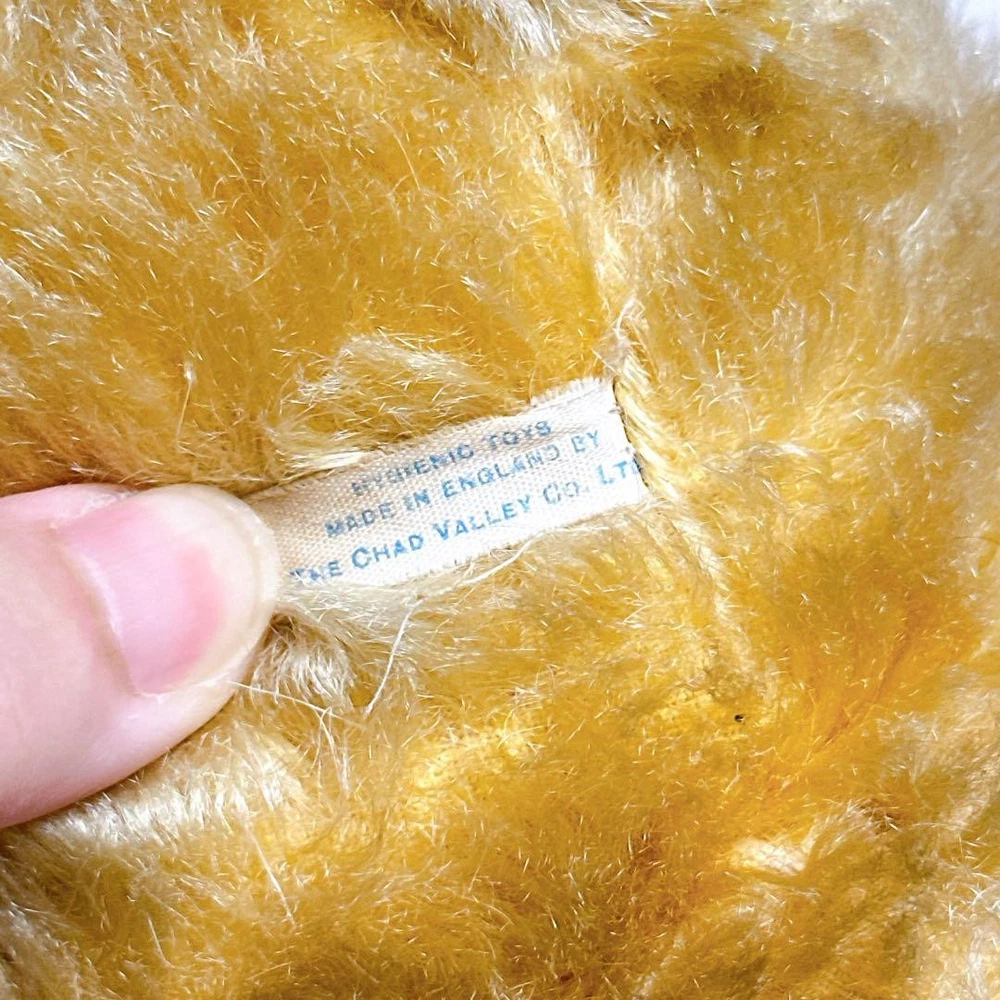 HYGIENIC TOYS
MADE IN ENGLAND BY
THE CHAD VALLEY CO. LT